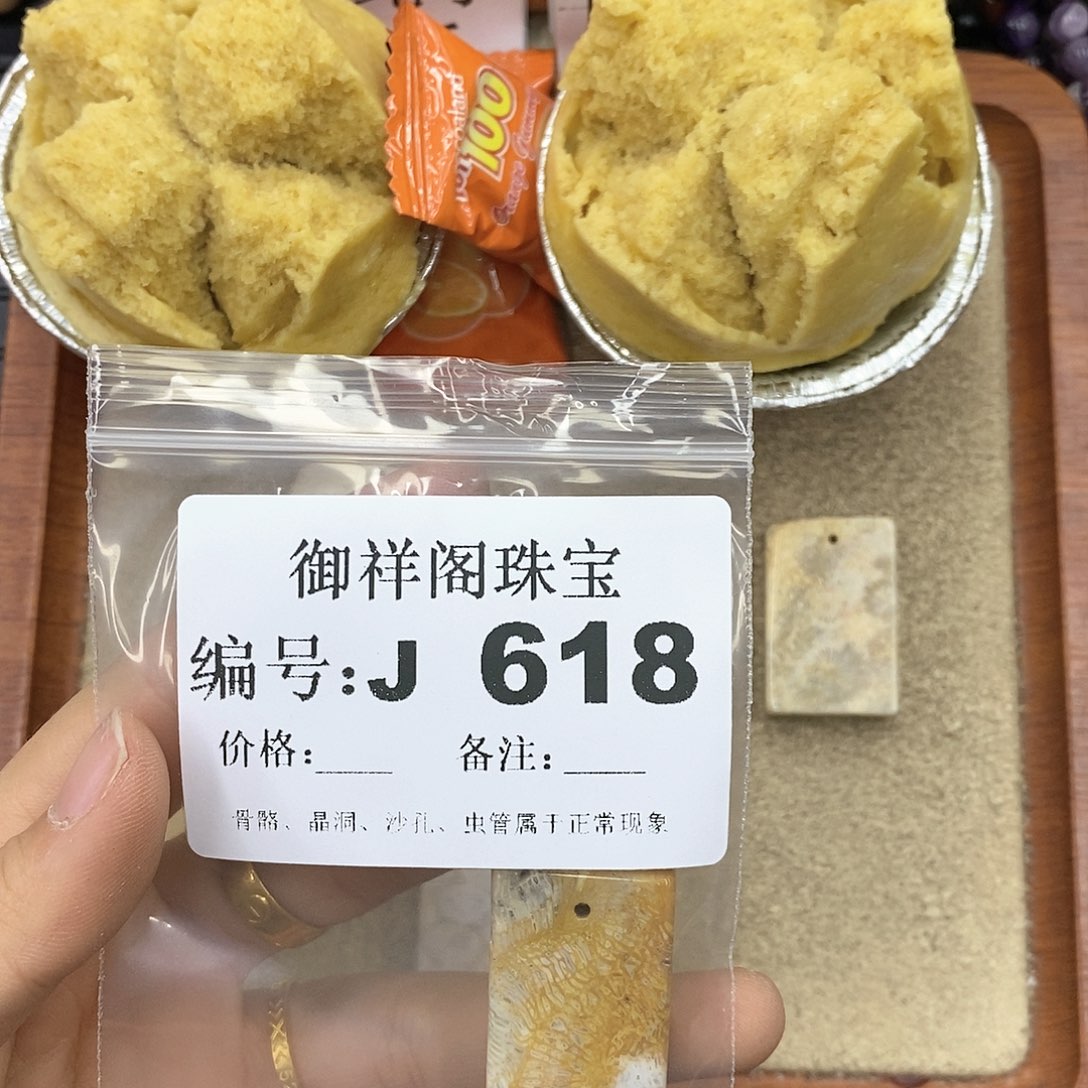 100
Orange
御祥阁珠宝
编号:J 618
价格:____ 备注:____
骨骼、晶洞、沙孔、虫管属于正常现象